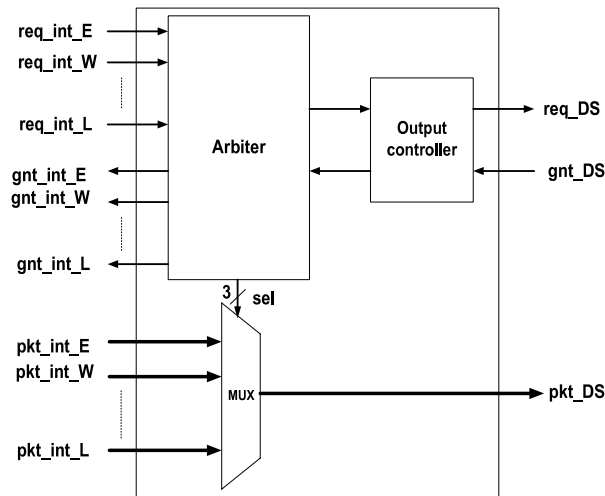 req_int_E
req_int_W
req_int_L
gnt_int_E
gnt_int_W
gnt_int_L
Arbiter
Output
controller
req_DS
gnt_DS
3
sel
pkt_int_E
pkt_int_W
pkt_int_L
MUX
pkt_DS